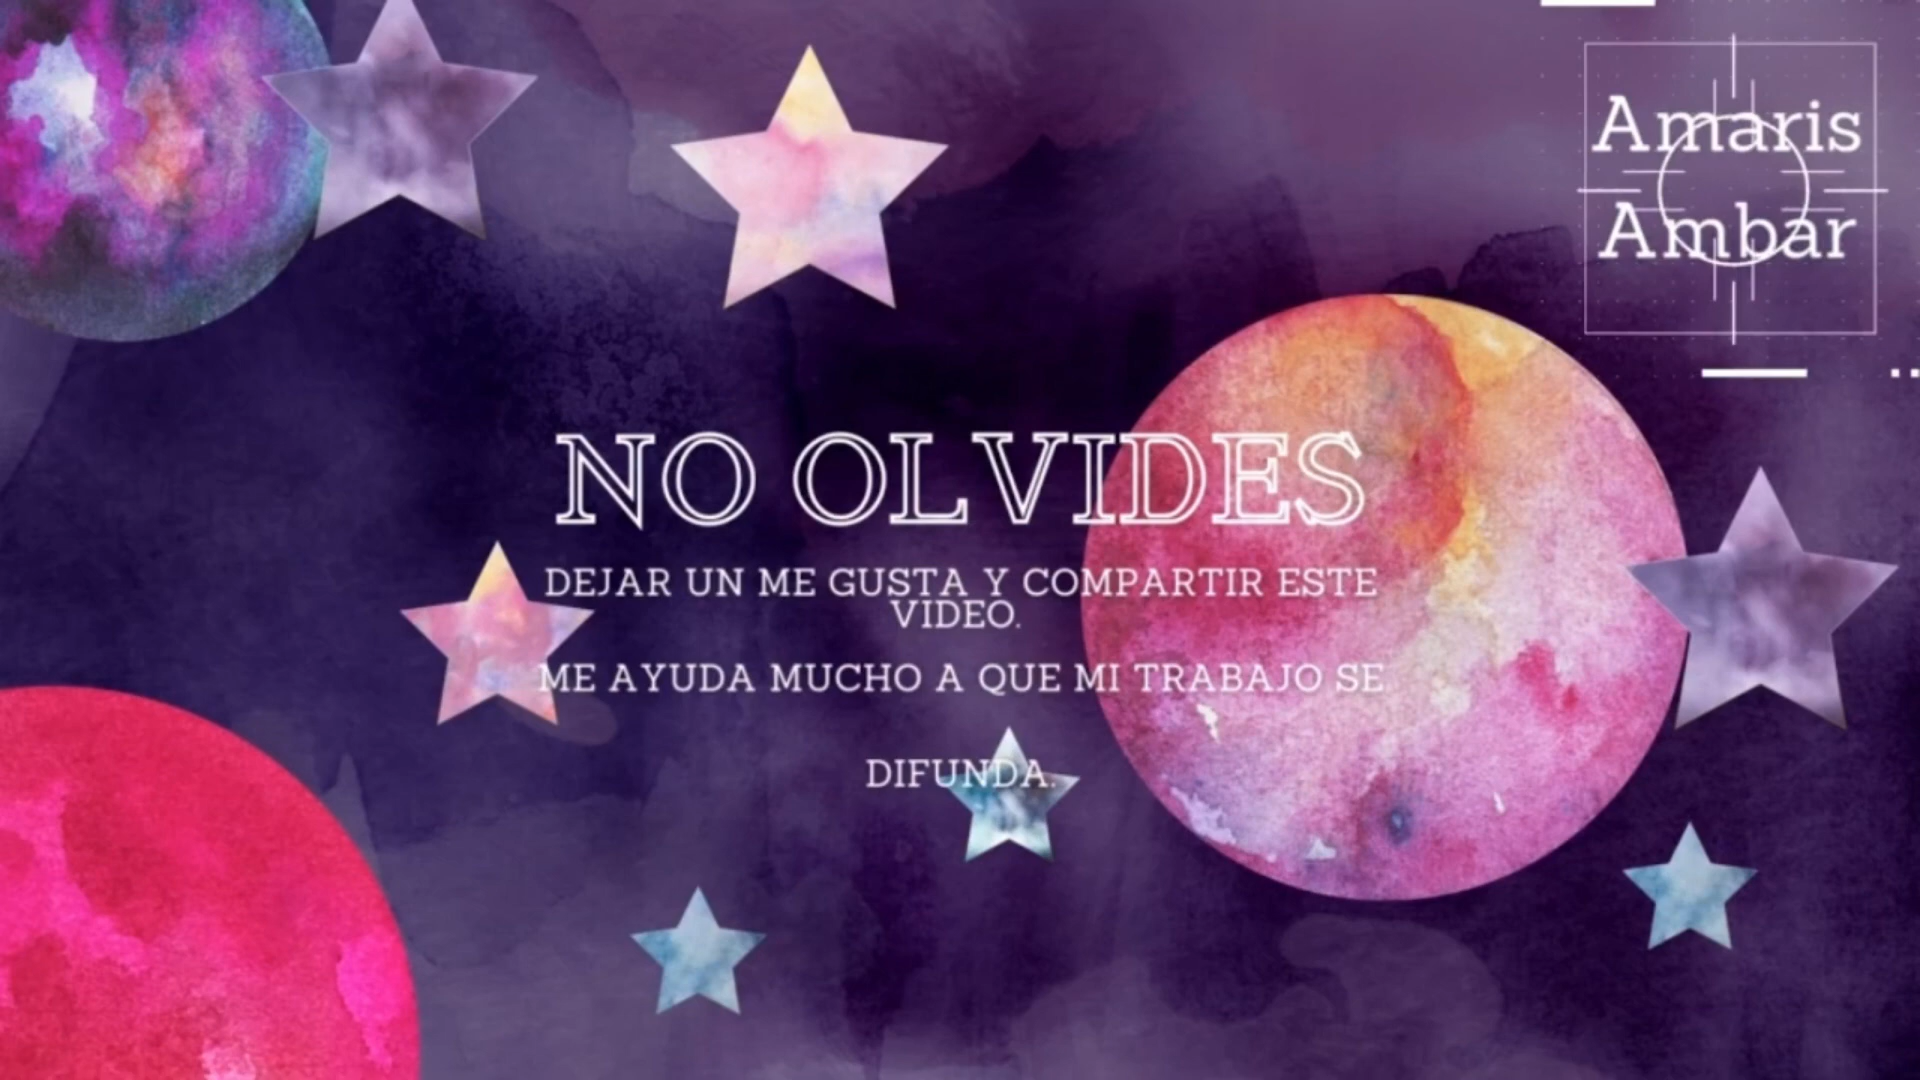 Amaris
Ambar
NO OLVIDES
DEJAR UN ME GUSTA Y COMPARTIR ESTE
VIDEO.
ME AYUDA MUCHO A QUE MI TRABAJO SE
DIFUNDA.